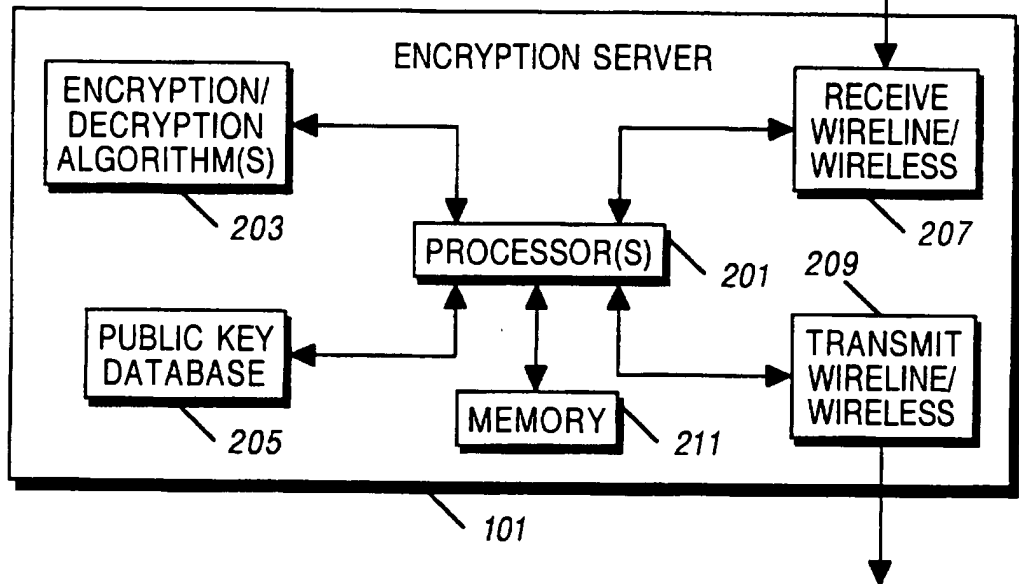 ENCRYPTION SERVER
ENCRYPTION/
DECRYPTION
ALGORITHM(S)
203
RECEIVE
WIRELINE/
WIRELESS
207
PROCESSOR(S)
201
209
PUBLIC KEY
DATABASE
205
MEMORY
211
TRANSMIT
WIRELINE/
WIRELESS
101